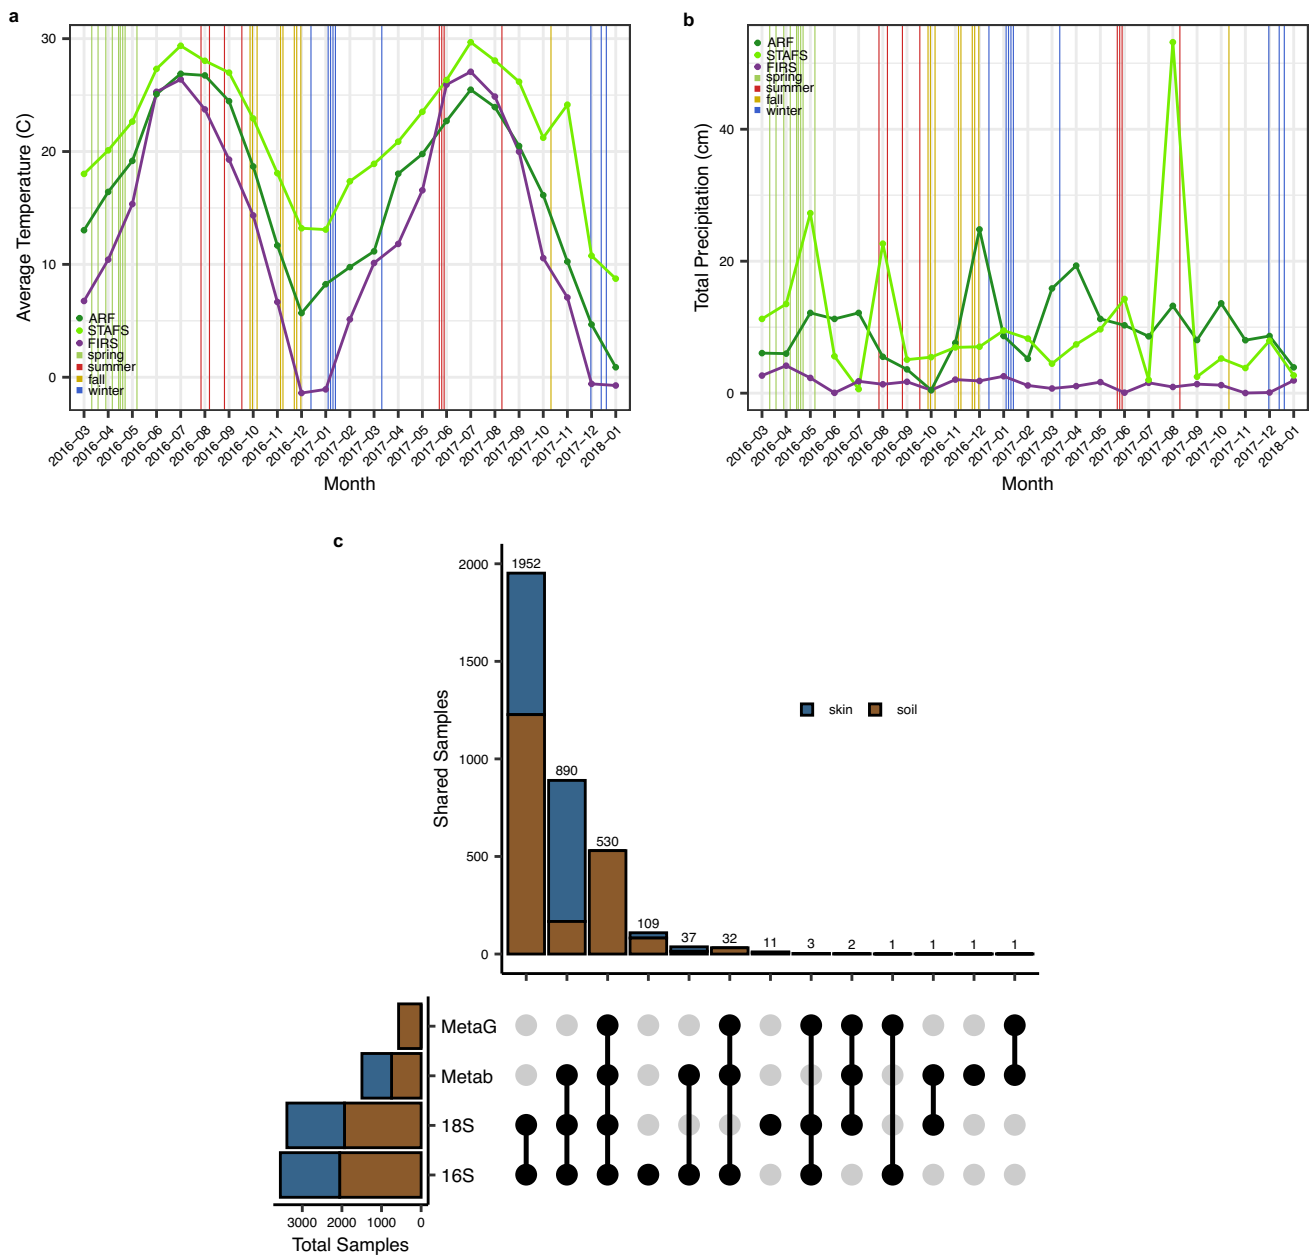 a
Average Temperature (C)
30
20
10
0
ARF
STAFS
FIRS
spring
summer
fall
winter
2016-03
2016-04
2016-05
2016-06
2016-07
2016-08
2016-09
2016-10
2016-11
2016-12
2017-01
2017-02
2017-03
2017-04
2017-05
2017-06
2017-07
2017-08
2017-09
2017-10
2017-11
2017-12
2018-01
Month
b
Total Precipitation (cm)
40
20
0
ARF
STAFS
FIRS
spring
summer
fall
winter
2016-03
2016-04
2016-05
2016-06
2016-07
2016-08
2016-09
2016-10
2016-11
2016-12
2017-01
2017-02
2017-03
2017-04
2017-05
2017-06
2017-07
2017-08
2017-09
2017-10
2017-11
2017-12
2018-01
Month
c
Shared Samples
2000
1500
1000
500
0
1952
890
530
109
37
32
11
3
2
1
1
1
1
skin
soil
MetaG
Metab
18S
16S
3000 2000 1000 0
Total Samples